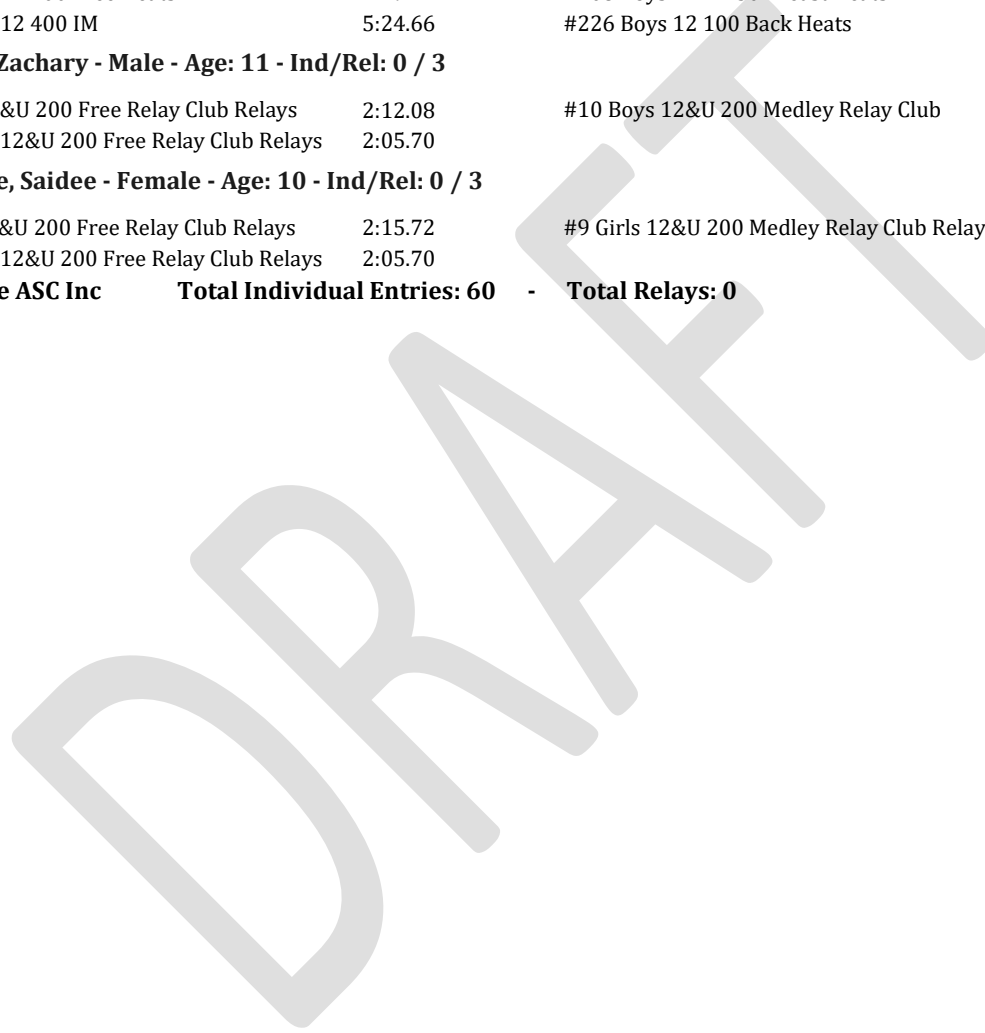 12 400 IM 5:24.66 #226 Boys 12 100 Back Heats
Zachary - Male - Age: 11 - Ind/Rel: 0 / 3
&U 200 Free Relay Club Relays 2:12.08 #10 Boys 12&U 200 Medley Relay Club
12&U 200 Free Relay Club Relays 2:05.70
e, Saidee - Female - Age: 10 - Ind/Rel: 0 / 3
&U 200 Free Relay Club Relays 2:15.72 #9 Girls 12&U 200 Medley Relay Club Relay
12&U 200 Free Relay Club Relays 2:05.70
e ASC Inc Total Individual Entries: 60 - Total Relays: 0
DRAFT